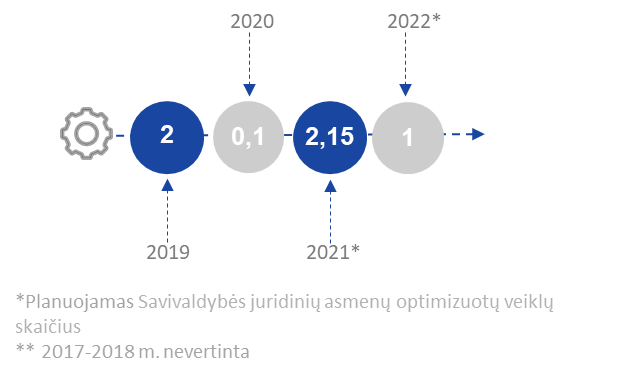 2020 2022*
2 0,1 2,15 1
2019 2021*
*Planuojamas Savivaldybės juridinių asmenų optimizuotų veiklų
skaičius
** 2017-2018 m. nevertinta